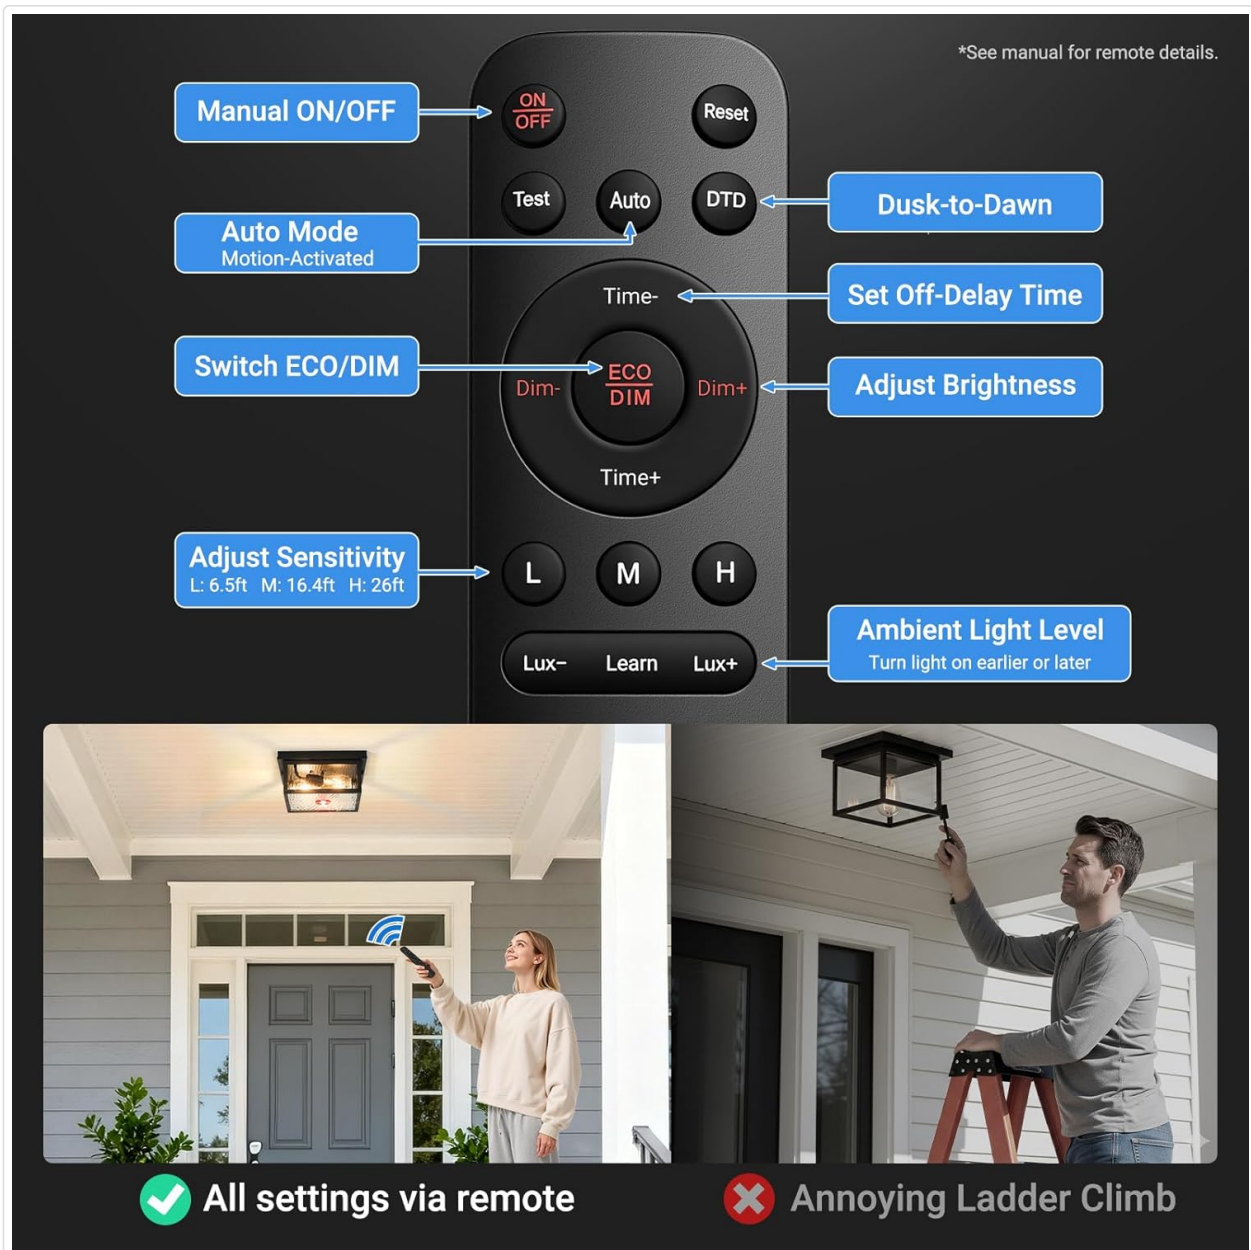 *See manual for remote details.
Manual ON/OFF
ON
OFF
Reset
Test
Auto
DTD
Dusk-to-Dawn
Auto Mode
Motion-Activated
Time-
Set Off-Delay Time
Switch ECO/DIM
Dim-
ECO
DIM
Dim+
Adjust Brightness
Time+
Adjust Sensitivity
L: 6.5ft M: 16.4ft H: 26ft
L
M
H
Ambient Light Level
Turn light on earlier or later
Lux-
Learn
Lux+
All settings via remote
Annoying Ladder Climb